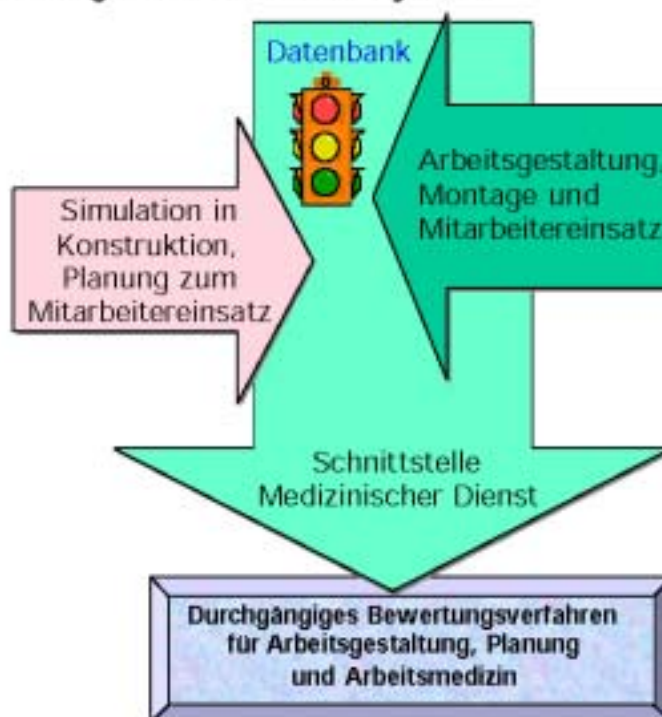 Datenbank
Arbeitsgestaltung,
Montage und
Mitarbeitereinsatz
Simulation in
Konstruktion,
Planung zum
Mitarbeitereinsatz
Schnittstelle
Medizinischer Dienst
Durchgängiges Bewertungsverfahren
für Arbeitsgestaltung, Planung
und Arbeitsmedizin